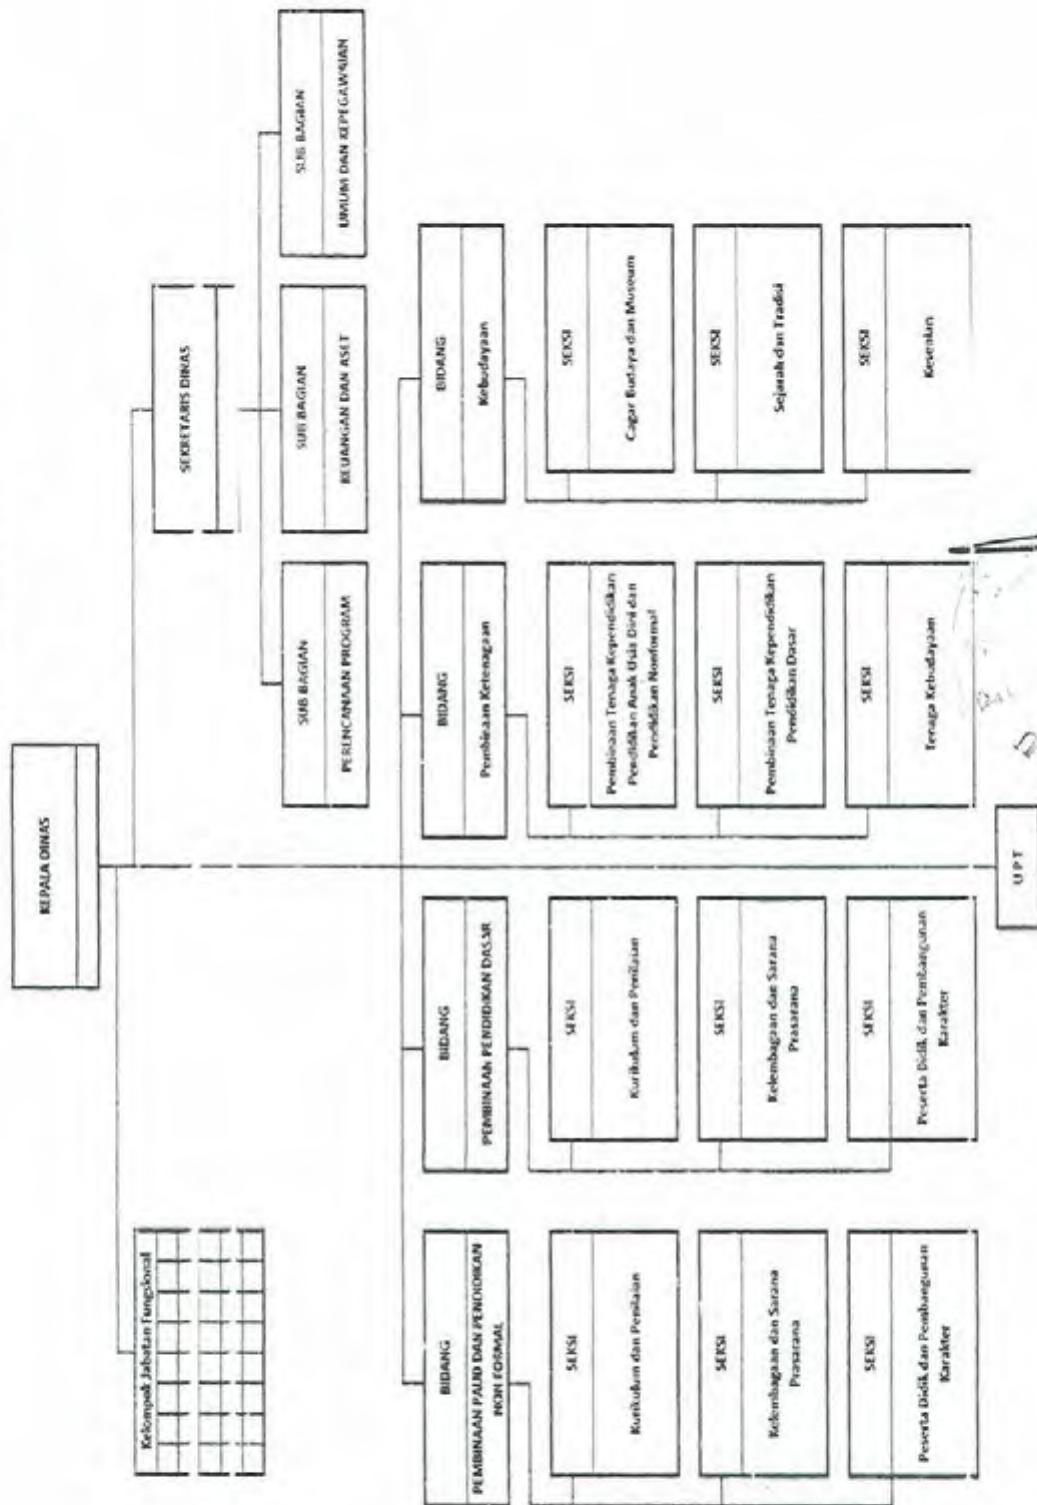 KEPALA DINAS
Kelompok Jabatan Fungsional
SEKRETARIS DINAS
SUB BAGIAN
PERENCANAAN PROGRAM
SUB BAGIAN
KEUANGAN DAN ASET
SUB BAGIAN
UMUM DAN KEPEGAWAIAN
BIDANG
PEMBINAAN PAUD DAN PENDIDIKAN
NON FORMAL
SEKSI
Kurikulum dan Penilaian
SEKSI
Kelembagaan dan Sarana
Prasarana
SEKSI
Peserta Didik dan Pembangunan
Karakter
BIDANG
PEMBINAAN PENDIDIKAN DASAR
SEKSI
Kurikulum dan Penilaian
SEKSI
Kelembagaan dan Sarana
Prasarana
SEKSI
Peserta Didik dan Pembangunan
Karakter
BIDANG
Pembinaan Ketenagaan
SEKSI
Pembinaan Tenaga Kependidikan
Pendidikan Anak Usia Dini dan
Pendidikan Nonformal
SEKSI
Pembinaan Tenaga Kependidikan
Pendidikan Dasar
SEKSI
Tenaga Kebudayaan
BIDANG
Kebudayaan
SEKSI
Cagar Budaya dan Museum
SEKSI
Sejarah dan Tradisi
SEKSI
Kesenian
UPT